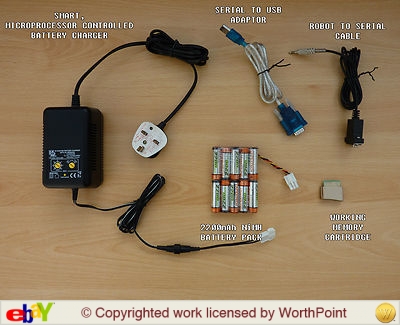 SMART,
MICROPROCESSOR CONTROLLED
BATTERY CHARGER
SERIAL TO USB
ADAPTOR
ROBOT TO SERIAL
CABLE
2200mAh NiMH
BATTERY PACK
WORKING
MEMORY
CARTRIDGE
ebaY © Copyrighted work licensed by WorthPoint W